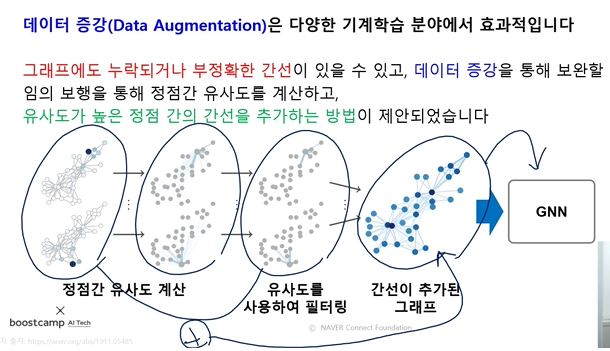 데이터 증강(Data Augmentation)은 다양한 기계학습 분야에서 효과적입니다
그래프에도 누락되거나 부정확한 간선이 있을 수 있고, 데이터 증강을 통해 보완할
임의 보행을 통해 정점간 유사도를 계산하고,
유사도가 높은 정점 간의 간선을 추가하는 방법이 제안되었습니다
GNN
정점간 유사도 계산
유사도를
사용하여 필터링
간선이 추가된
그래프
boostcamp AI Tech
© NAVER Connect Foundation
출처: https://arxiv.org/abs/1911.05485